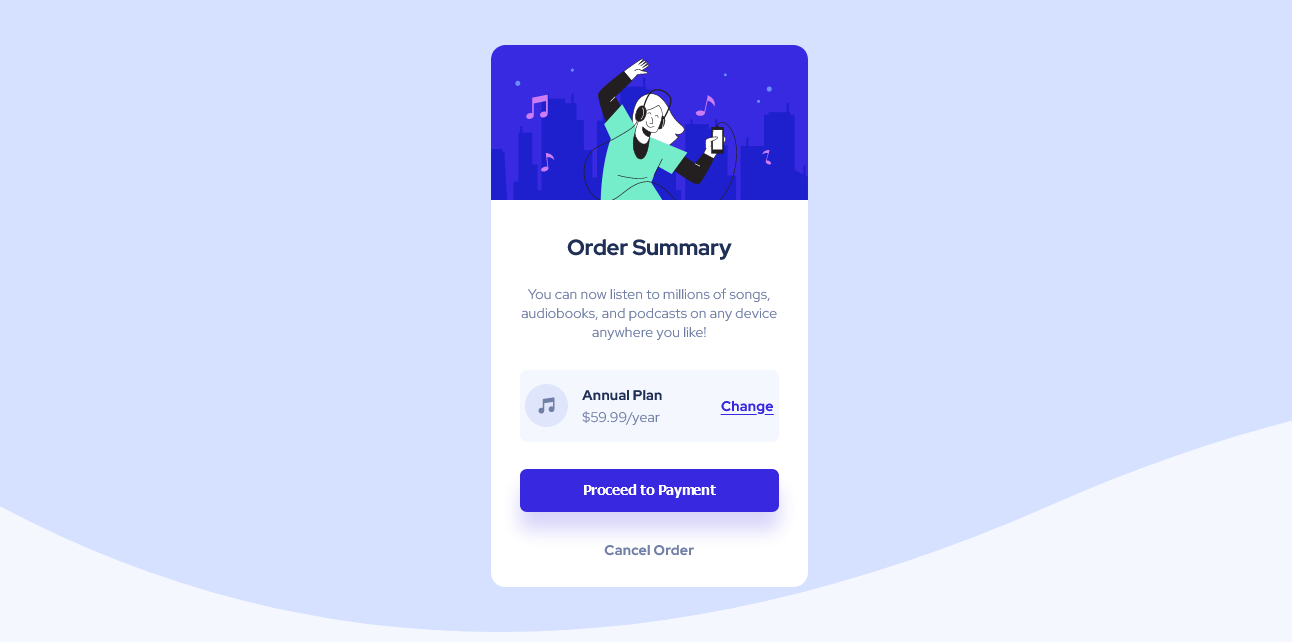 Order Summary
You can now listen to millions of songs,
audiobooks, and podcasts on any device
anywhere you like!
Annual Plan
$59.99/year
Change
Proceed to Payment
Cancel Order